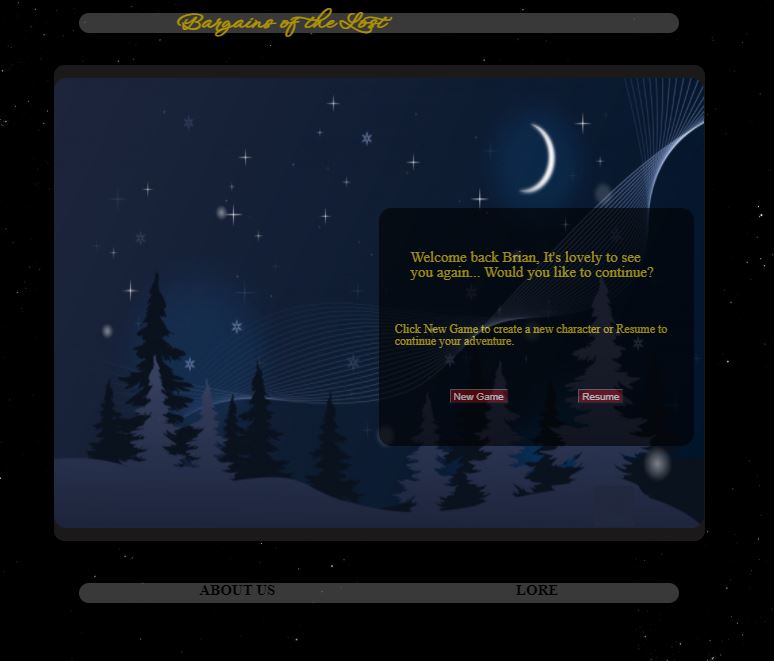 Bargains of the Lost
Welcome back Brian, It's lovely to see
you again... Would you like to continue?
Click New Game to create a new character or Resume to
continue your adventure.
New Game
Resume
ABOUT US
LORE